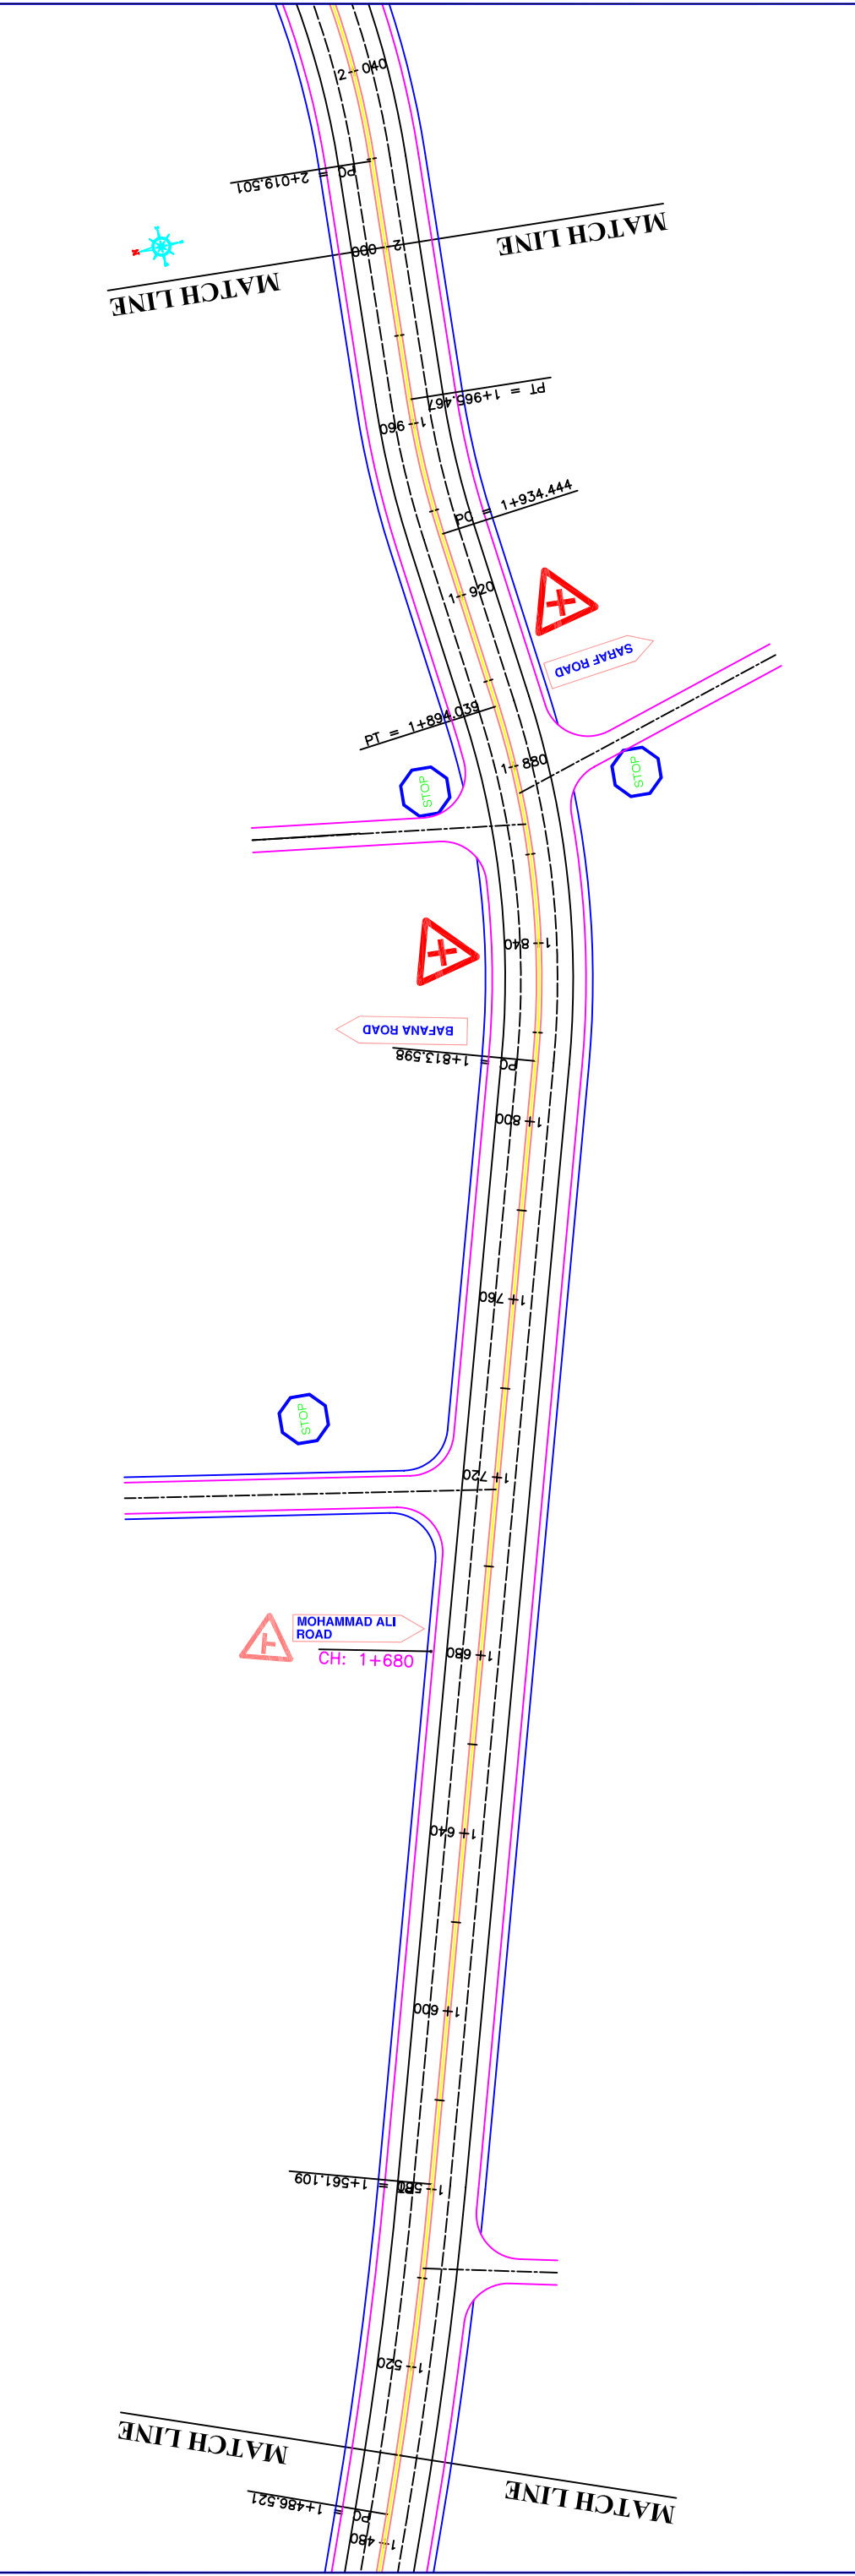 2-- 040
PC = 2+019.501
MATCH LINE
2-- 000
MATCH LINE
PT = 1+965.467
1-- 960
PC = 1+934.444
1-- 920
SARAF ROAD
PT = 1+894.039
1-- 880
STOP
STOP
1-- 840
BAFANA ROAD
PC = 1+813.598
1+ 800
1+ 760
STOP
1+ 720
MOHAMMAD ALI
ROAD
1+ 680
CH: 1+680
1+ 640
1+ 600
= 1+561.109
1-- 560
1-- 520
MATCH LINE
MATCH LINE
PC = 1+486.521
1-- 480